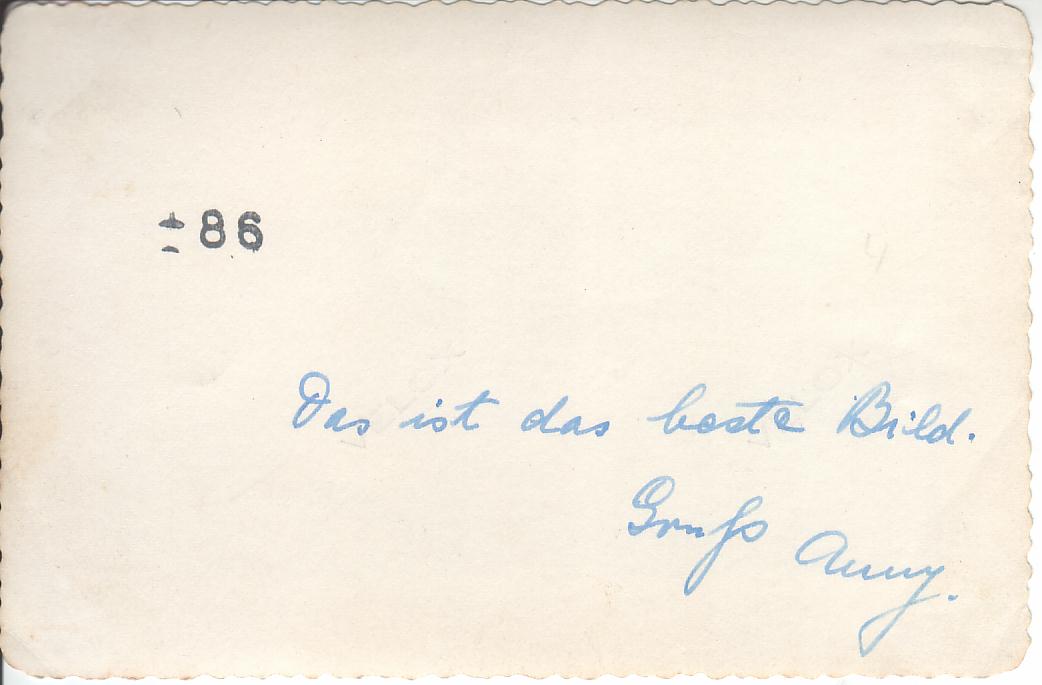 ± 86
Das ist das beste Bild.
Gruß Anny.